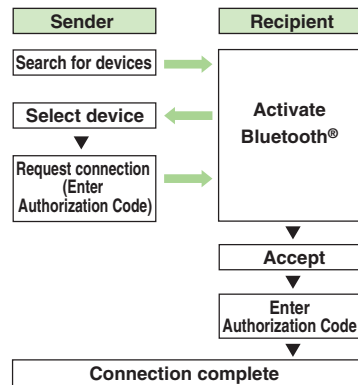 Sender
Recipient
Search for devices
Select device
Request connection
(Enter
Authorization Code)
Activate
Bluetooth®
Accept
Enter
Authorization Code
Connection complete